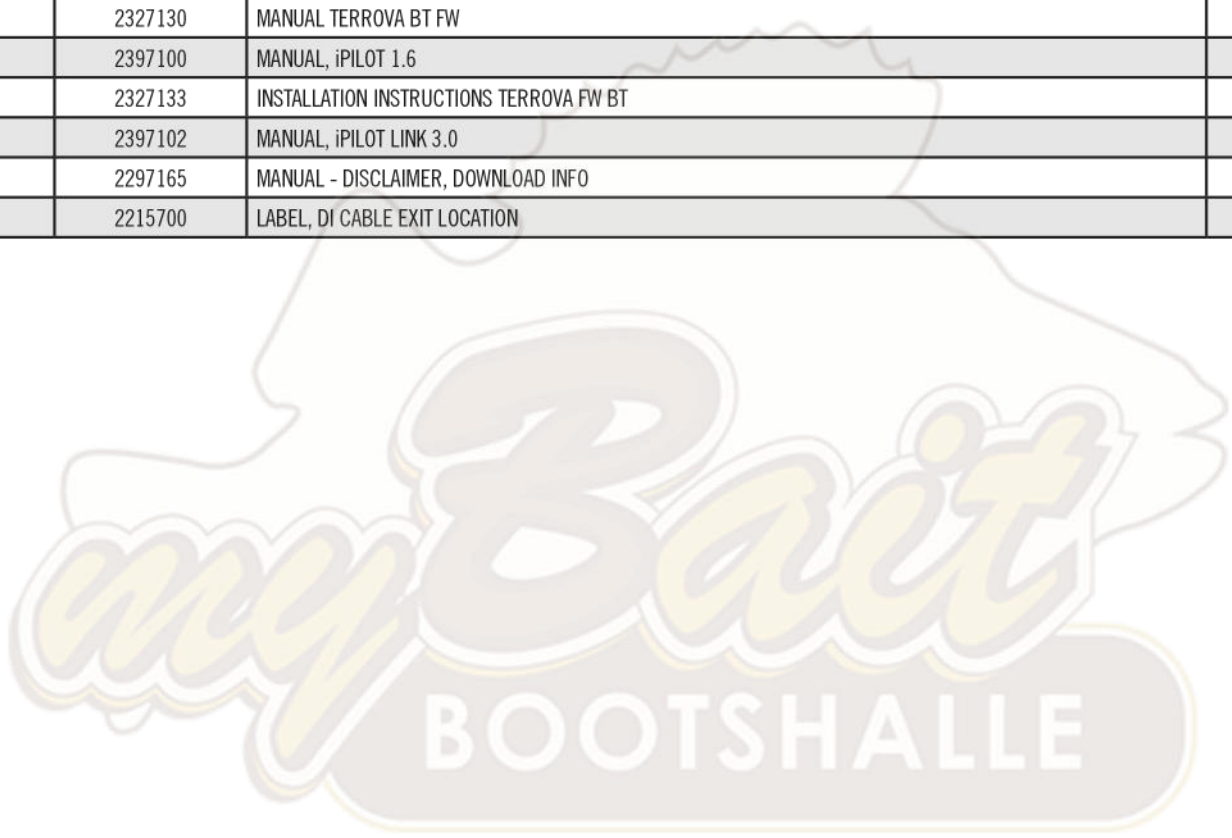 2327130 MANUAL TERROVA BT FW
2397100 MANUAL, iPILOT 1.6
2327133 INSTALLATION INSTRUCTIONS TERROVA FW BT
2397102 MANUAL, iPILOT LINK 3.0
2297165 MANUAL - DISCLAIMER, DOWNLOAD INFO
2215700 LABEL, DI CABLE EXIT LOCATION
myBait
BOOTSHALLE